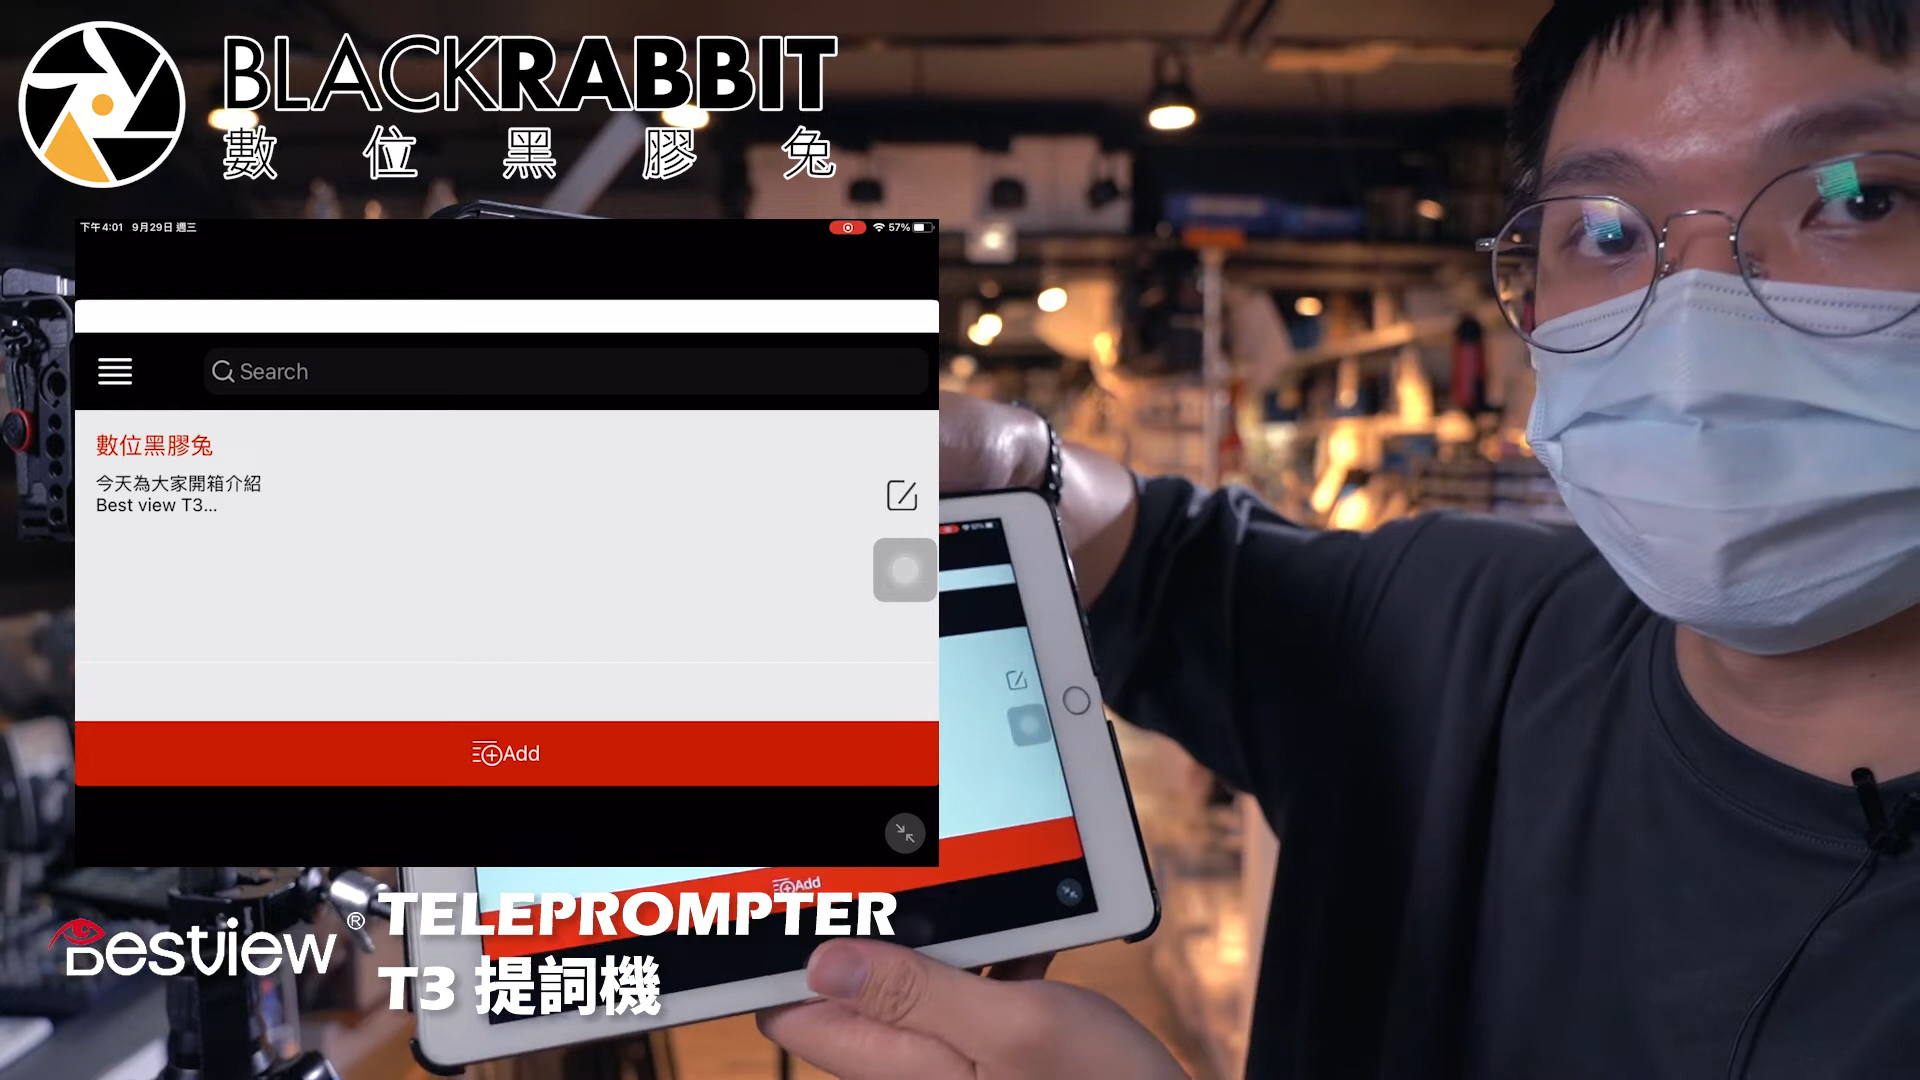 BLACKRABBIT
數位黑膠兔
下午4:01 9月29日 週三
57%
Search
數位黑膠兔
今天為大家開箱介紹
Best view T3...
Add
Add
Bestview® TELEPROMPTER
T3 提詞機